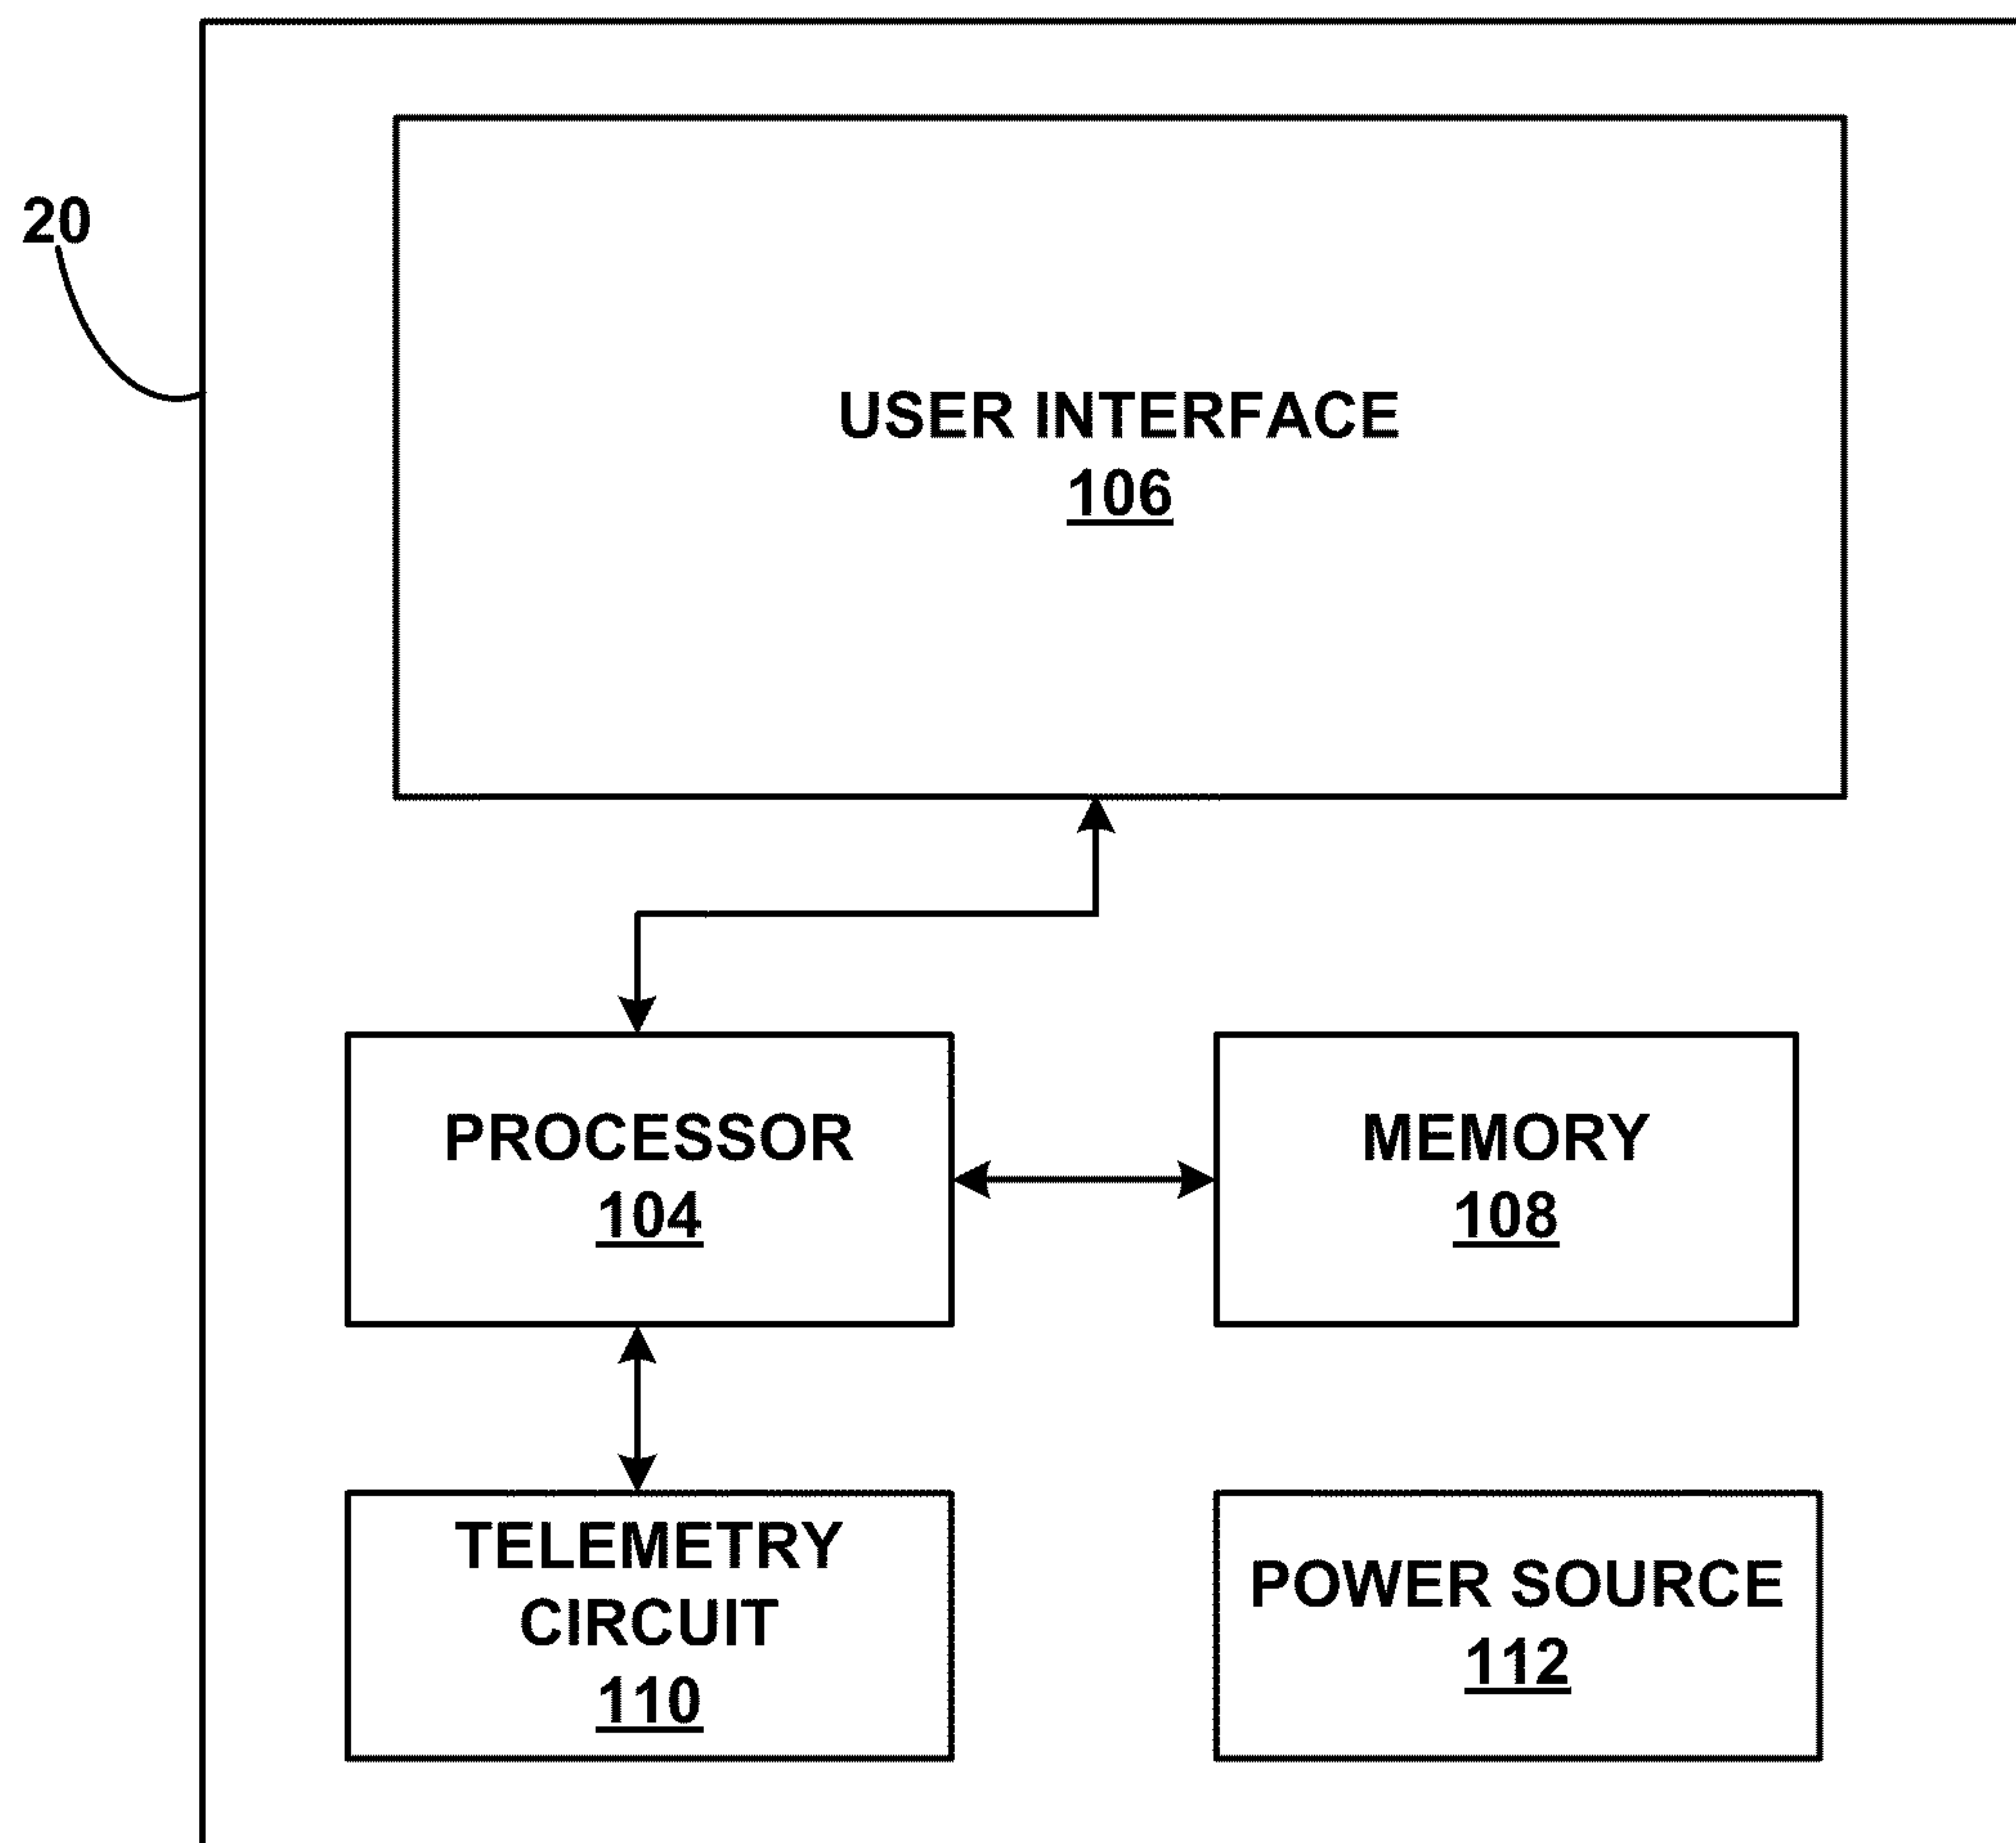 20
USER INTERFACE
106
PROCESSOR
104
MEMORY
108
TELEMETRY
CIRCUIT
110
POWER SOURCE
112